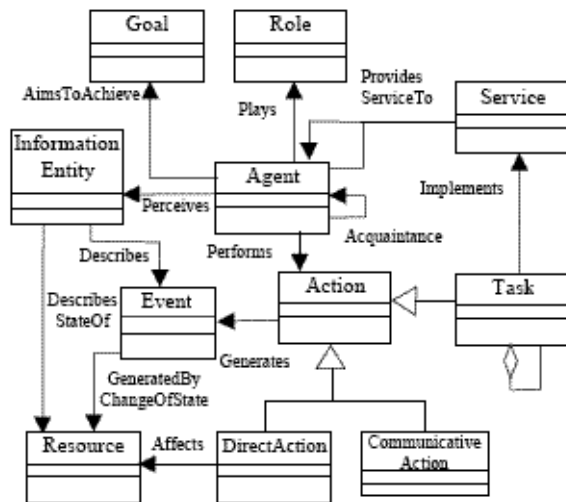 Goal
Role
AimsToAchieve
Plays
Provides
ServiceTo
Service
Information
Entity
Agent
Perceives
Implements
Acquaintance
Describes
Performs
Event
Action
Task
Describes
StateOf
Generates
GeneratedBy
ChangeOfState
Resource
Affects
DirectAction
Communicative
Action